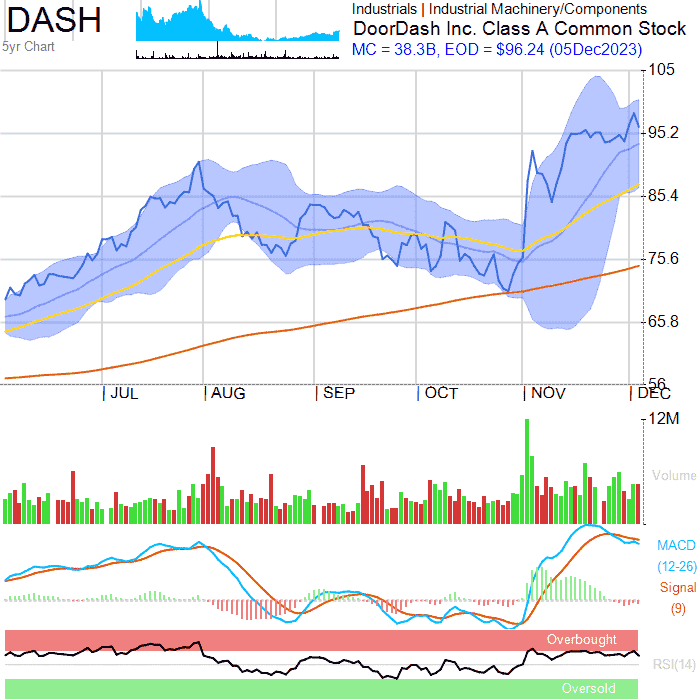 DASH
5yr Chart
Industrials | Industrial Machinery/Components
DoorDash Inc. Class A Common Stock
MC = 38.3B, EOD = $96.24 (05Dec2023)
105
95.2
85.4
75.6
65.8
56
| JUL | AUG | SEP | OCT | NOV | DEC
12M
Volume
MACD
(12-26)
Signal
(9)
Overbought
RSI(14)
Oversold